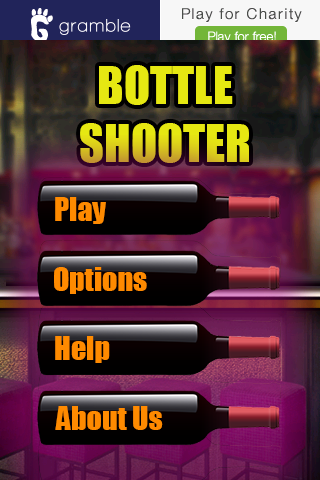 gramble
Play for Charity
Play for free!
BOTTLE
SHOOTER
Play
Options
Help
About Us